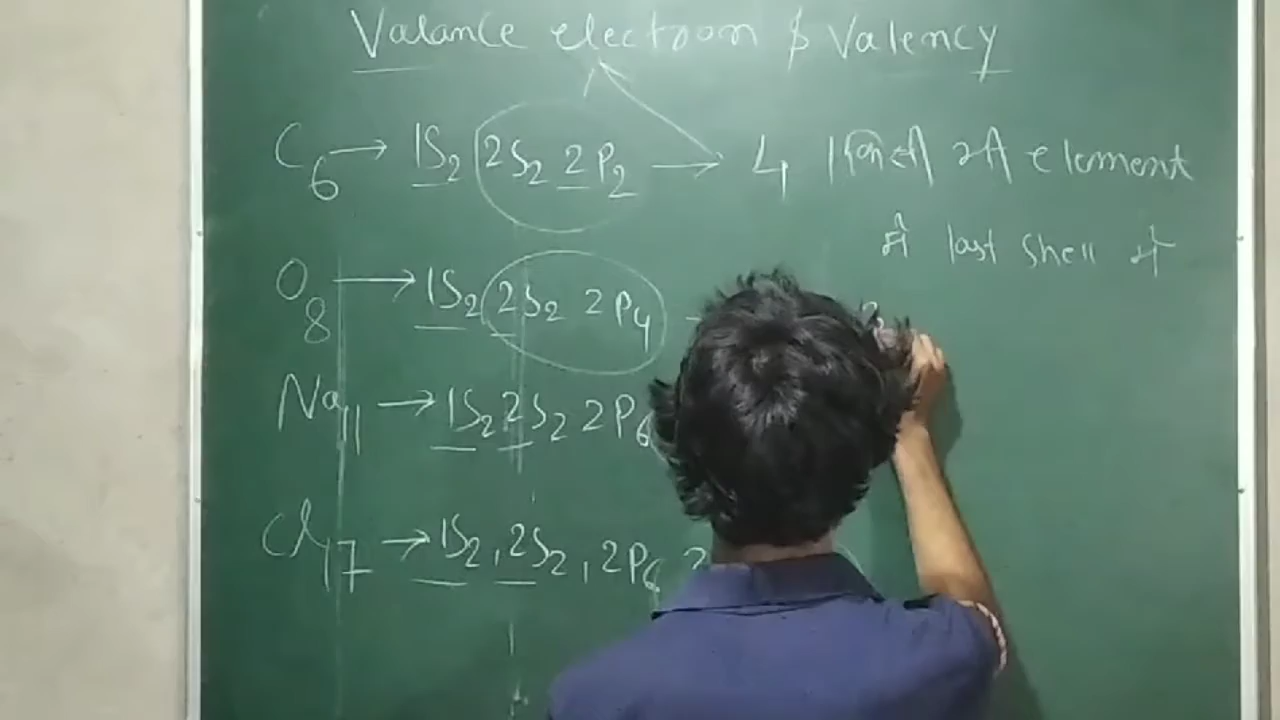 Valance electron & Valency
C6 → 1S2 2S2 2P2 → 4 किसी भी element
में last shell में
O8 → 1S2 2S2 2P4
Na11 → 1S2 2S2 2P6
Cl17 → 1S2, 2S2, 2P6